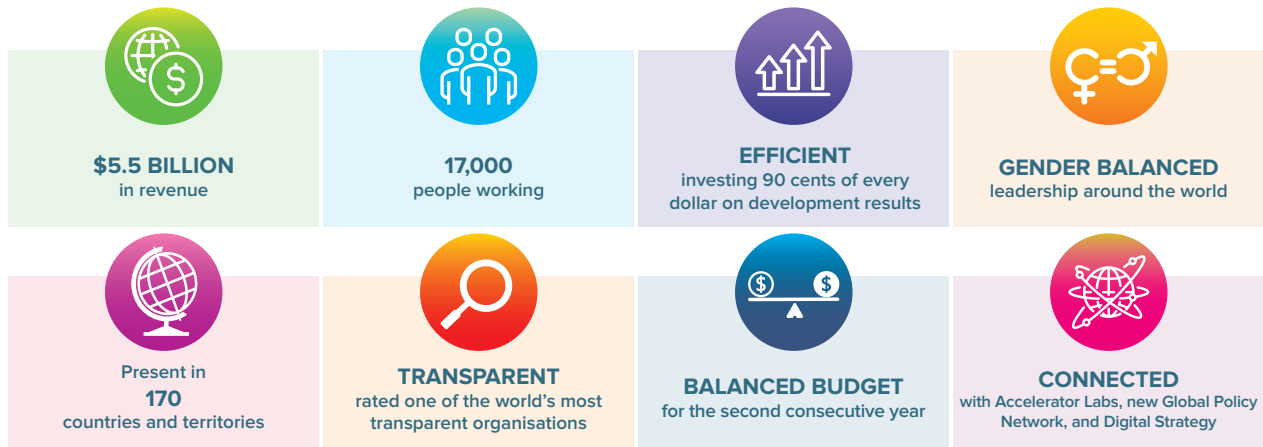 $5.5 BILLION
in revenue
17,000
people working
EFFICIENT
investing 90 cents of every
dollar on development results
GENDER BALANCED
leadership around the world
Present in
170
countries and territories
TRANSPARENT
rated one of the world's most
transparent organisations
BALANCED BUDGET
for the second consecutive year
CONNECTED
with Accelerator Labs, new Global Policy
Network, and Digital Strategy